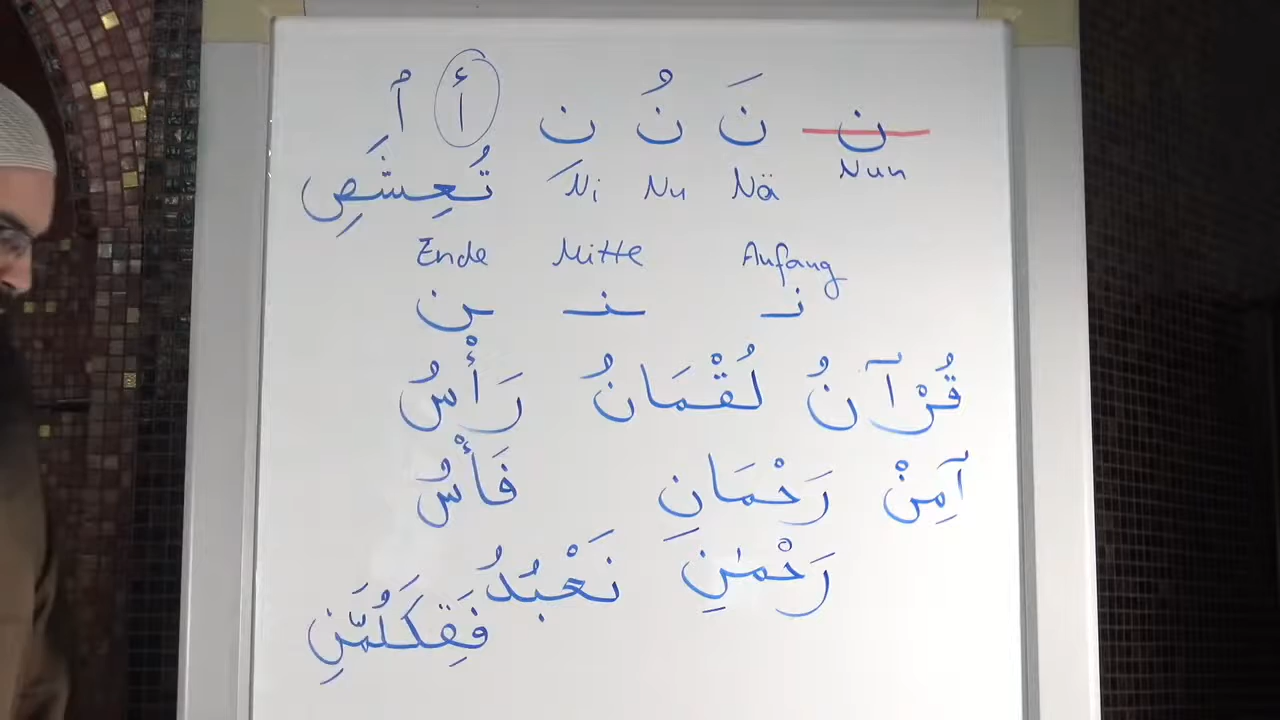 ن نَ نُ نِ أ أ
Nun Nä Nu Ni تُعِشَصِ
Anfang Mitte Ende
نـ ـنـ ـن
قُرْآنُ لُقْمَانُ رَأْسُ
آمِنْ رَحْمَانِ فَأْسُ
رَحْمٰنِ نَعْبُدُ
فَقِكَلُمَّنِ